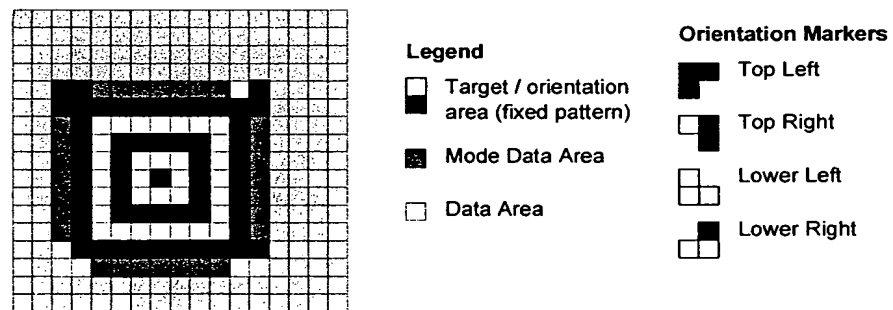 Legend
Target / orientation
area (fixed pattern)
Mode Data Area
Data Area
Orientation Markers
Top Left
Top Right
Lower Left
Lower Right